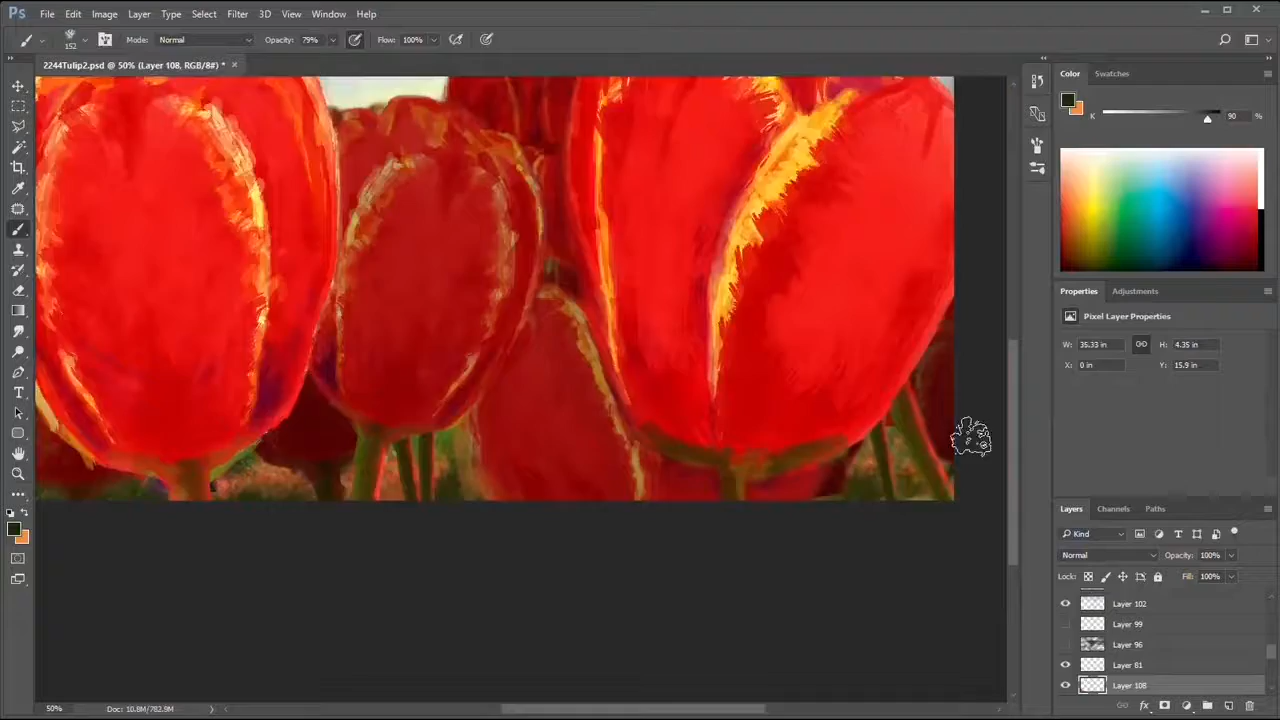 Ps File Edit Image Layer Type Select Filter 3D View Window Help
152 Mode: Normal Opacity: 79% Flow: 100%
2244Tulip2.psd @ 50% (Layer 108, RGB/8#) * ×
Color Swatches
K 90 %
Properties Adjustments
Pixel Layer Properties
W: 35.33 in H: 4.35 in
X: 0 in Y: 15.9 in
Layers Channels Paths
Kind
Normal Opacity: 100%
Lock: Fill: 100%
Layer 102
Layer 99
Layer 96
Layer 81
Layer 108
50% Doc: 10.8M/782.9M